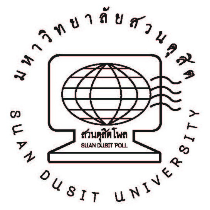 มหาวิทยาลัยสวนดุสิต
สวนดุสิตโพล
SUAN DUSIT POLL
SUAN DUSIT UNIVERSITY